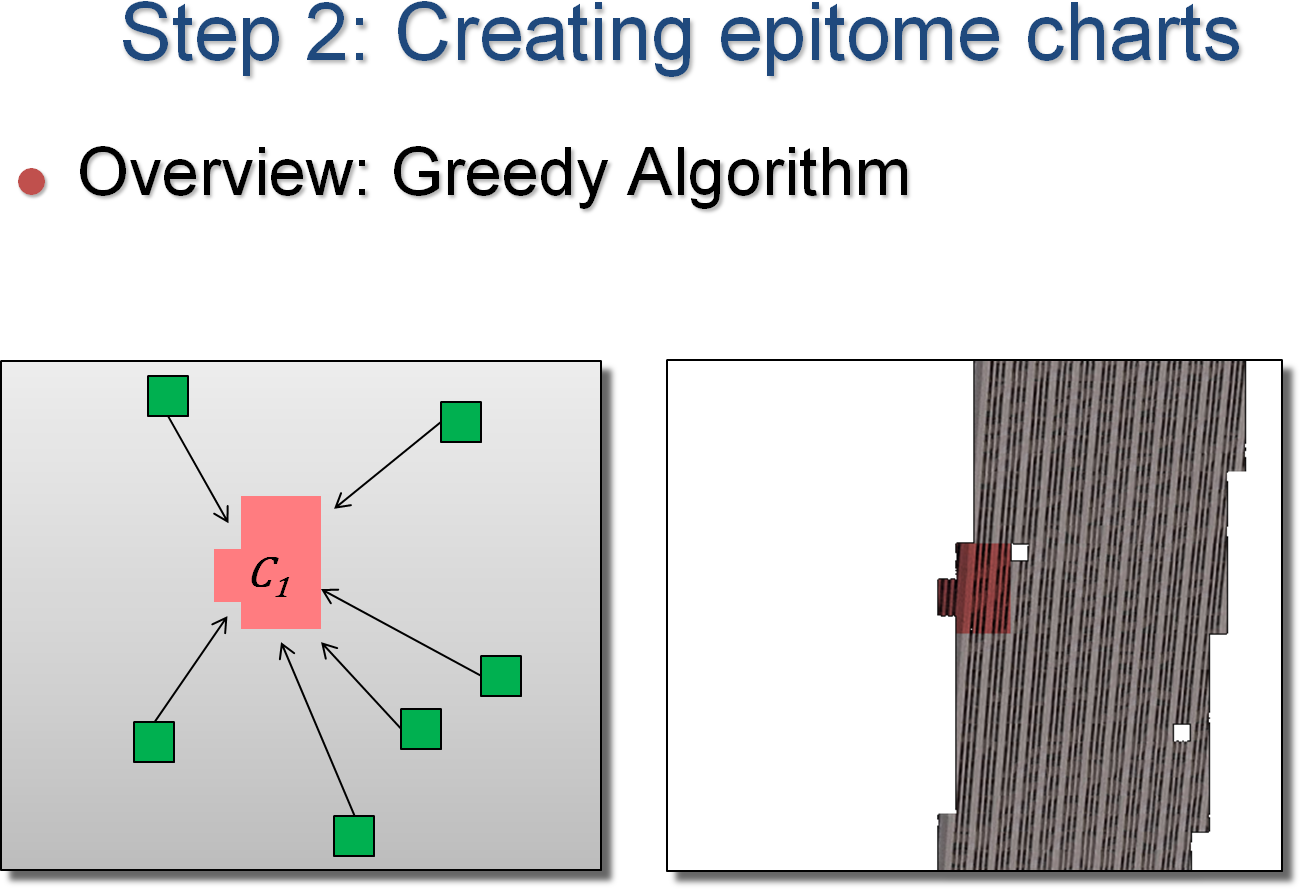 Step 2: Creating epitome charts
Overview: Greedy Algorithm
C1